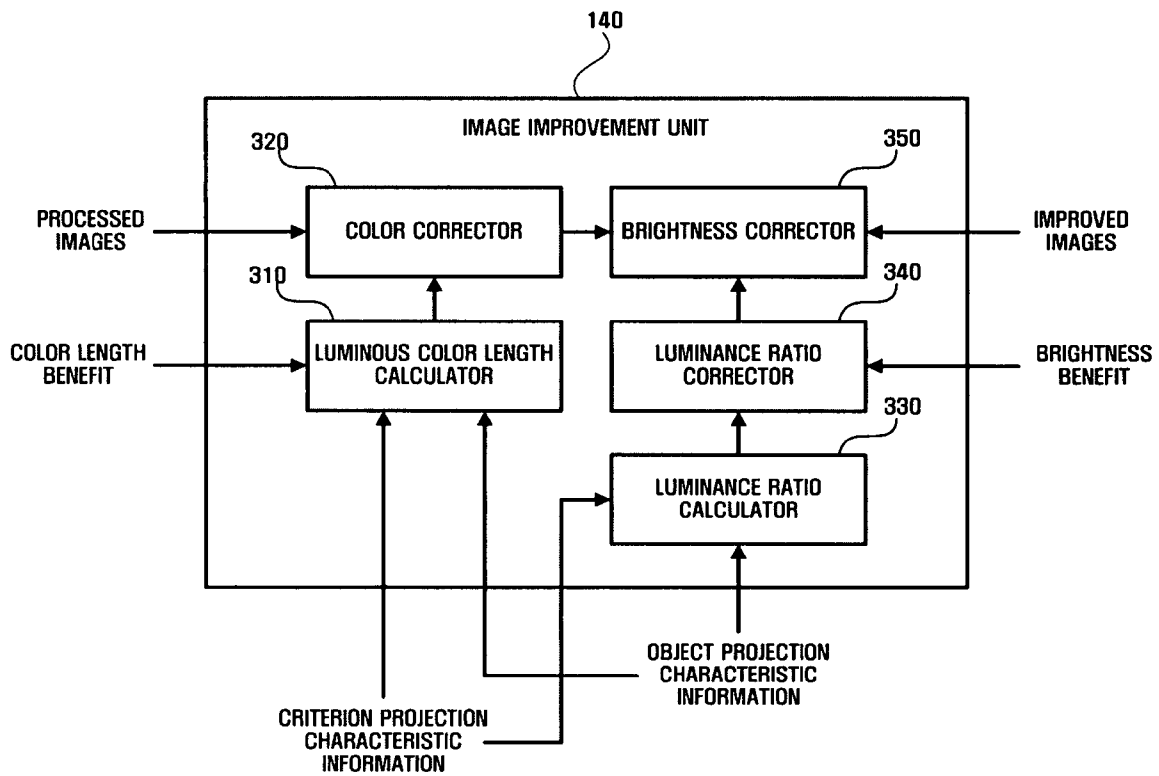 140
IMAGE IMPROVEMENT UNIT
320
350
PROCESSED
IMAGES
COLOR CORRECTOR
BRIGHTNESS CORRECTOR
IMPROVED
IMAGES
310
340
COLOR LENGTH
BENEFIT
LUMINOUS COLOR LENGTH
CALCULATOR
LUMINANCE RATIO
CORRECTOR
BRIGHTNESS
BENEFIT
330
LUMINANCE RATIO
CALCULATOR
OBJECT PROJECTION
CHARACTERISTIC
INFORMATION
CRITERION PROJECTION
CHARACTERISTIC
INFORMATION